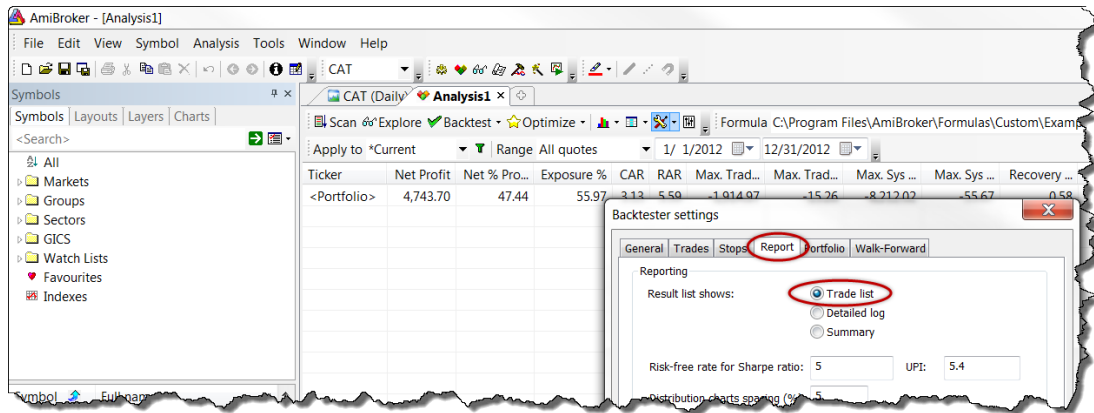 AmiBroker - [Analysis1]
File Edit View Symbol Analysis Tools Window Help
CAT
Symbols
CAT (Daily) Analysis1
Symbols Layouts Layers Charts
Scan Explore Backtest Optimize Formula C:\Program Files\AmiBroker\Formulas\Custom\Examp
<Search>
Apply to *Current Range All quotes 1/ 1/2012 12/31/2012
All
Markets
Groups
Sectors
GICS
Watch Lists
Favourites
Indexes
Ticker Net Profit Net % Pro... Exposure % CAR RAR Max. Trad... Max. Trad... Max. Sys ... Max. Sys ... Recovery ...
<Portfolio> 4,743.70 47.44 55.97 3.13 5.59 -1,914.97 -15.26 -8,212.02 -55.67 0.58
Backtester settings
General Trades Stops Report Portfolio Walk-Forward
Reporting
Result list shows: Trade list
Detailed log
Summary
Risk-free rate for Sharpe ratio: 5 UPI: 5.4
Distribution charts spacing (% 5
Symbol Full nam